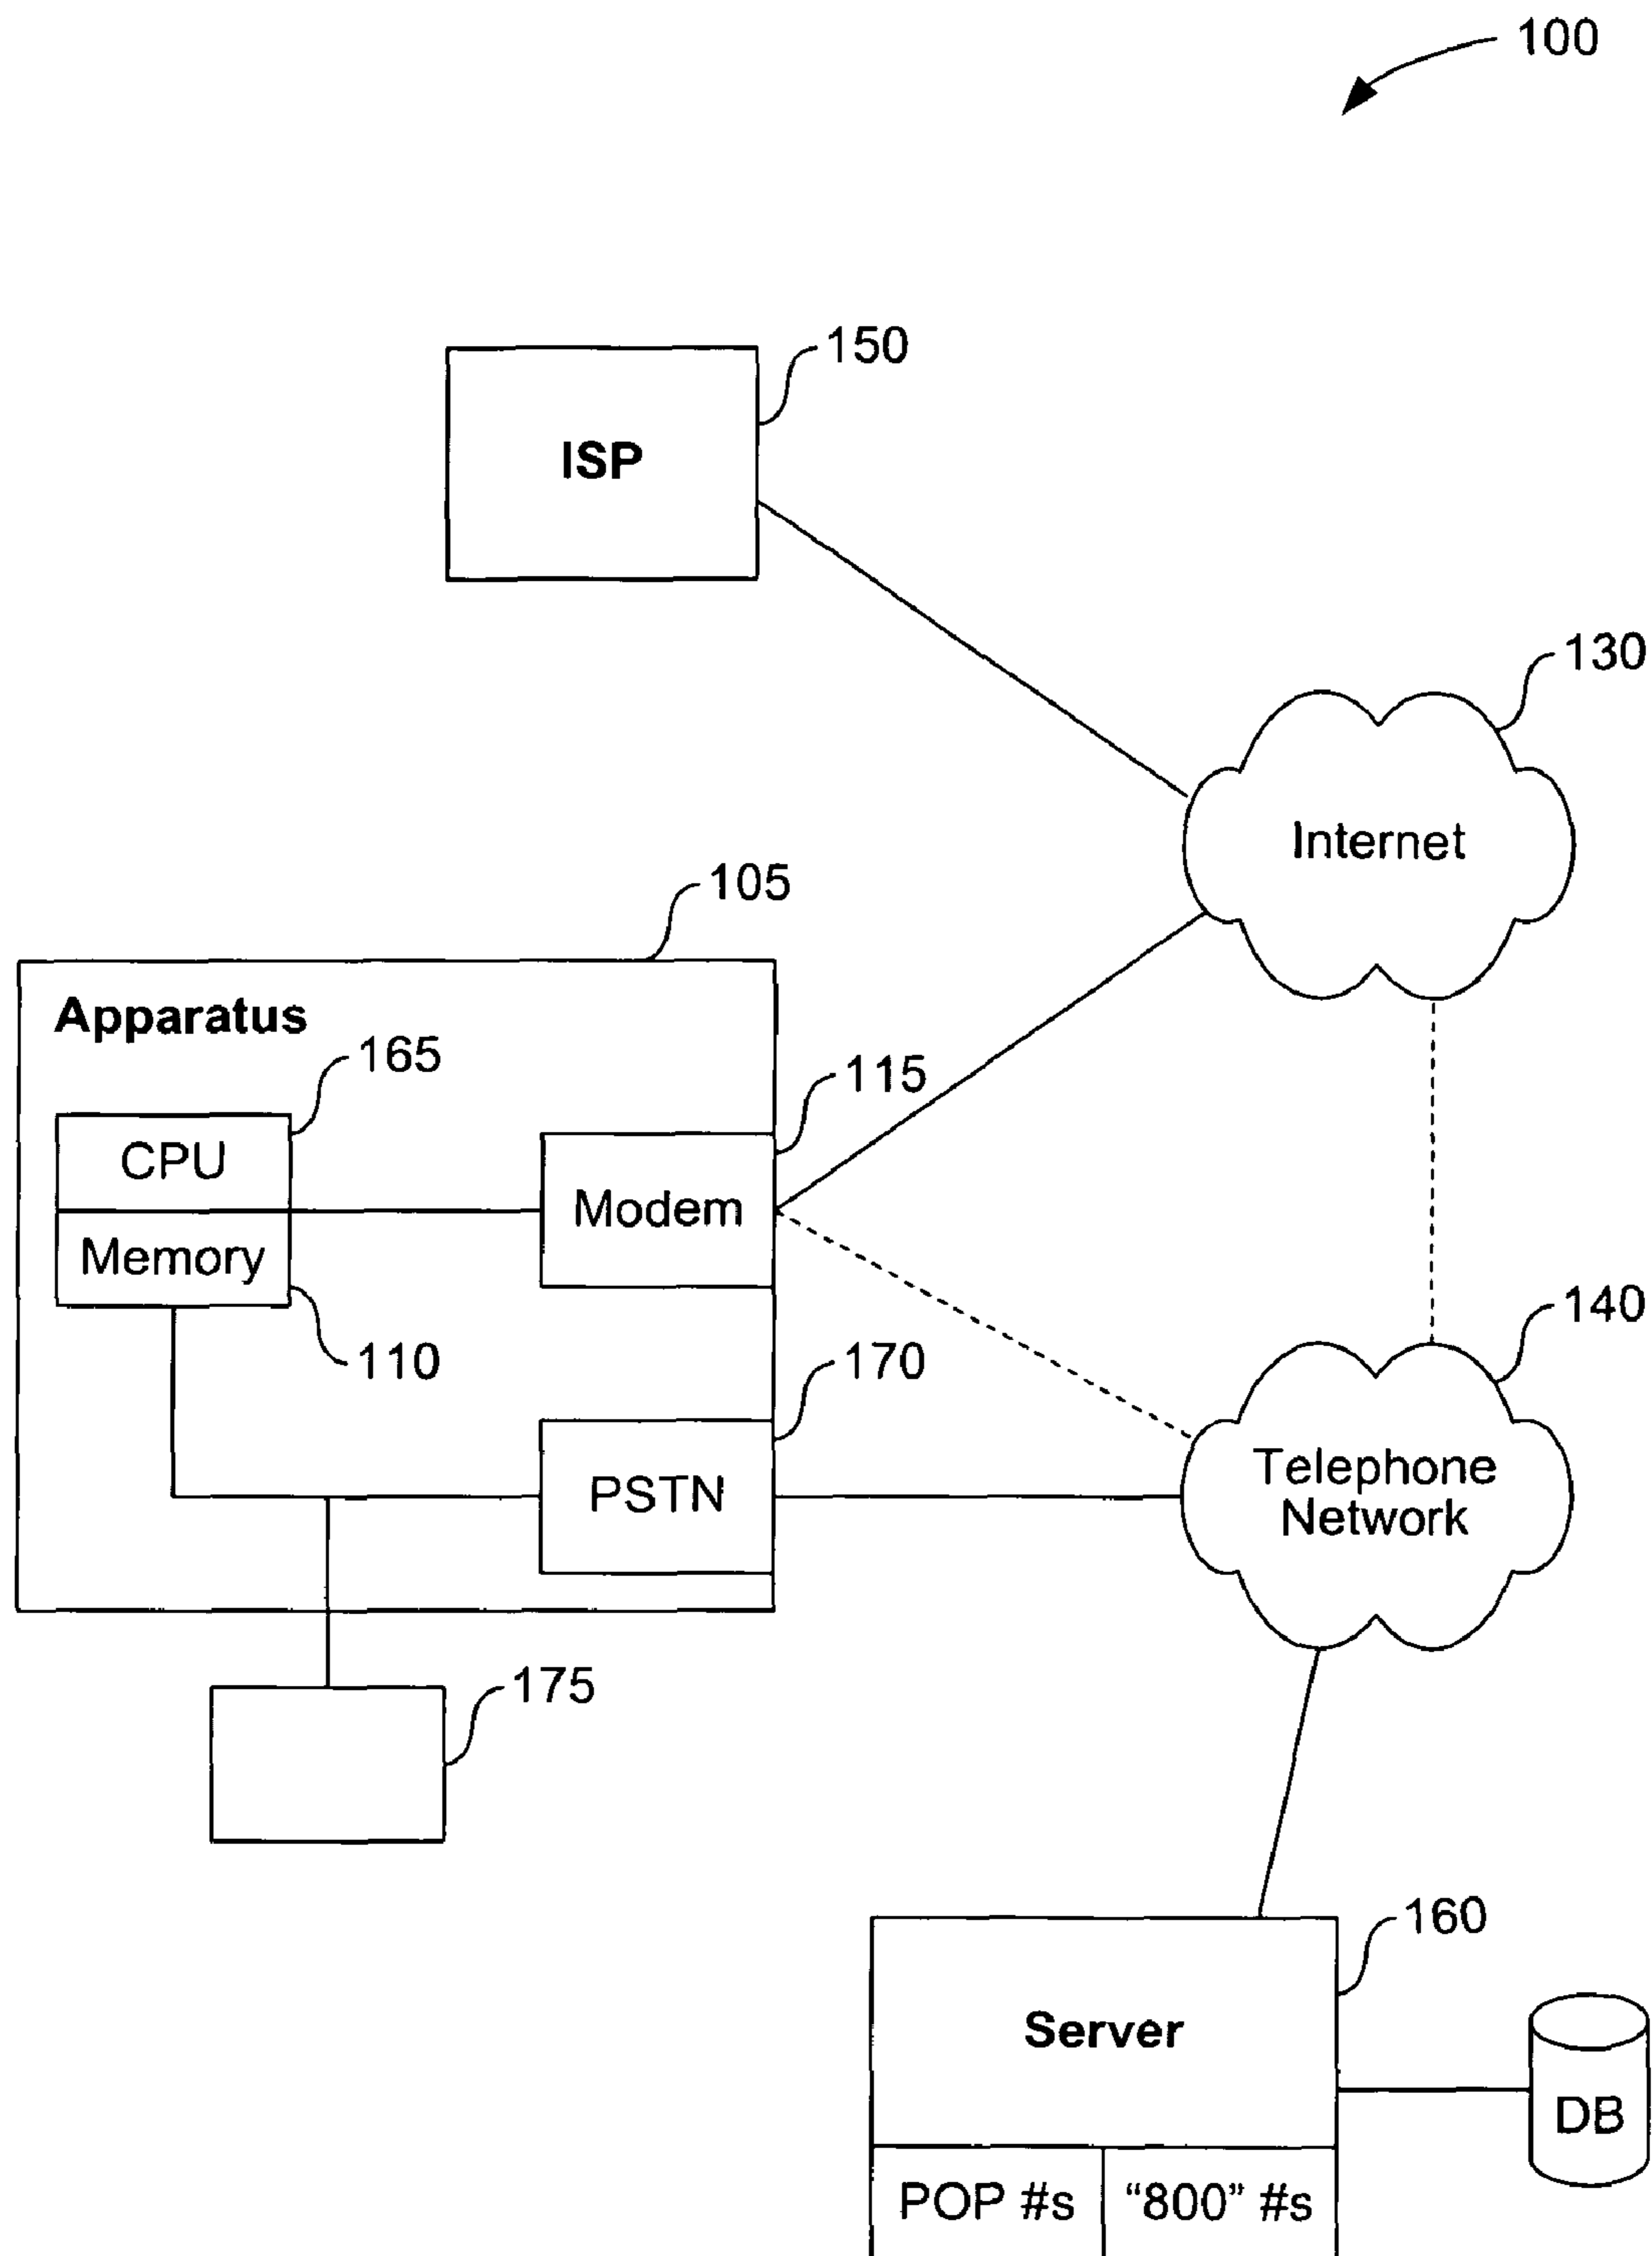 100
150
ISP
130
Internet
105
Apparatus
165
115
CPU
Modem
Memory
140
110
170
Telephone
Network
PSTN
175
160
Server
DB
POP #s
“800” #s